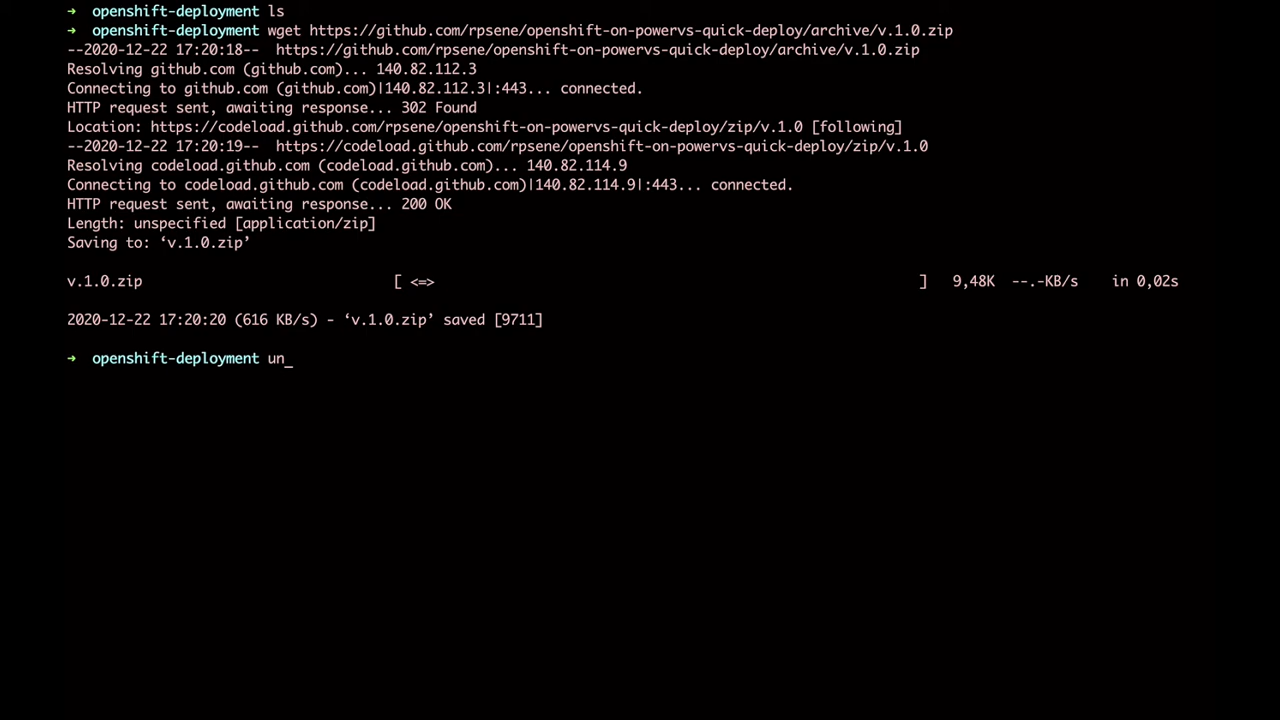 ➜ openshift-deployment ls
➜ openshift-deployment wget https://github.com/rpsene/openshift-on-powervs-quick-deploy/archive/v.1.0.zip
--2020-12-22 17:20:18-- https://github.com/rpsene/openshift-on-powervs-quick-deploy/archive/v.1.0.zip
Resolving github.com (github.com)... 140.82.112.3
Connecting to github.com (github.com)|140.82.112.3|:443... connected.
HTTP request sent, awaiting response... 302 Found
Location: https://codeload.github.com/rpsene/openshift-on-powervs-quick-deploy/zip/v.1.0 [following]
--2020-12-22 17:20:19-- https://codeload.github.com/rpsene/openshift-on-powervs-quick-deploy/zip/v.1.0
Resolving codeload.github.com (codeload.github.com)... 140.82.114.9
Connecting to codeload.github.com (codeload.github.com)|140.82.114.9|:443... connected.
HTTP request sent, awaiting response... 200 OK
Length: unspecified [application/zip]
Saving to: ‘v.1.0.zip’
v.1.0.zip [ <=> ] 9,48K --.-KB/s in 0,02s
2020-12-22 17:20:20 (616 KB/s) - ‘v.1.0.zip’ saved [9711]
➜ openshift-deployment un_